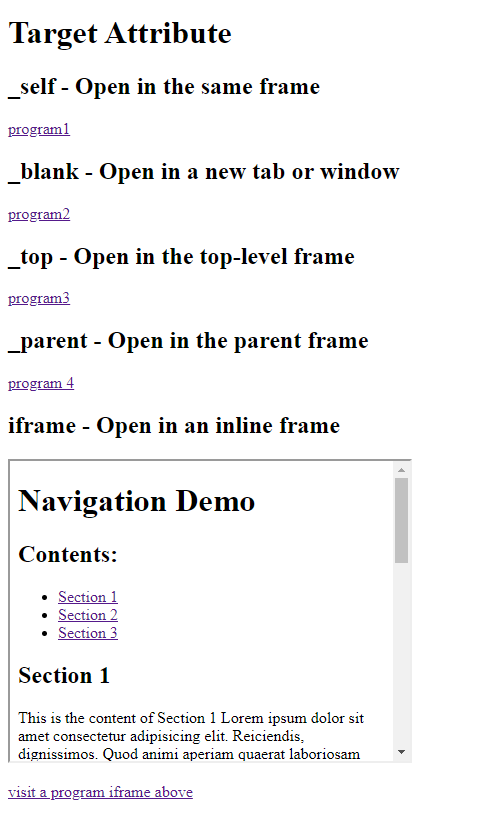 Target Attribute
_self - Open in the same frame
program1
_blank - Open in a new tab or window
program2
_top - Open in the top-level frame
program3
_parent - Open in the parent frame
program 4
iframe - Open in an inline frame
Navigation Demo
Contents:
Section 1
Section 2
Section 3
Section 1
This is the content of Section 1 Lorem ipsum dolor sit
amet consectetur adipisicing elit. Reiciendis,
dignissimos. Quod animi aperiam quaerat laboriosam
visit a program iframe above